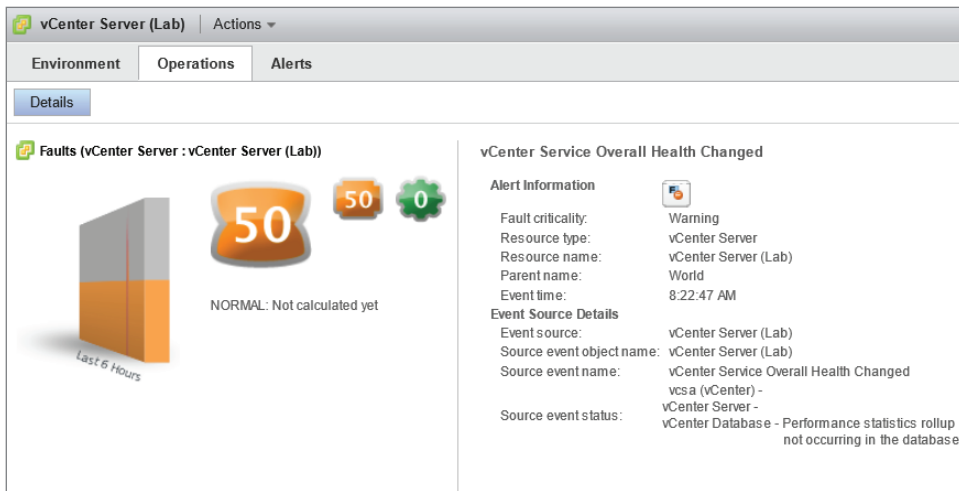 vCenter Server (Lab) Actions
Environment Operations Alerts
Details
Faults (vCenter Server : vCenter Server (Lab))
50 50 0
NORMAL: Not calculated yet
Last 6 Hours
vCenter Service Overall Health Changed
Alert Information
Fault criticality: Warning
Resource type: vCenter Server
Resource name: vCenter Server (Lab)
Parent name: World
Event time: 8:22:47 AM
Event Source Details
Event source: vCenter Server (Lab)
Source event object name: vCenter Server (Lab)
Source event name: vCenter Service Overall Health Changed
vcsa (vCenter) -
Source event status: vCenter Server -
vCenter Database - Performance statistics rollup
not occurring in the database